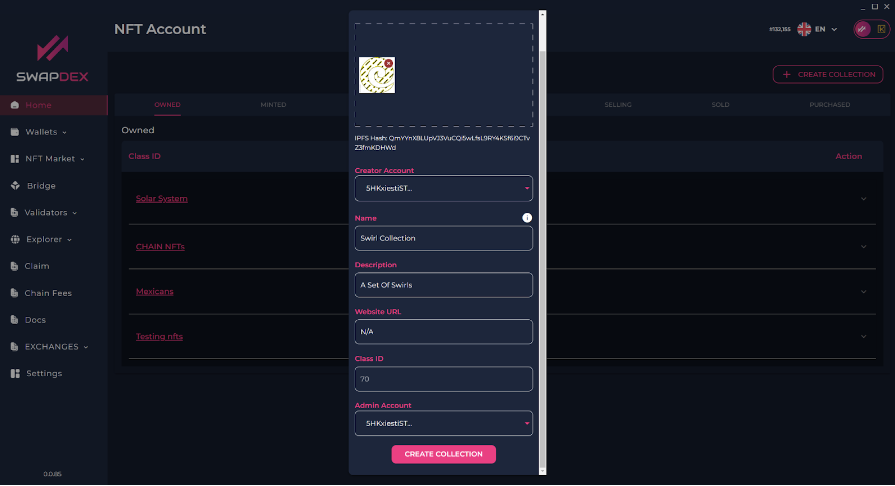 NFT Account
#132,155
EN
SWAPDEX
CREATE COLLECTION
OWNED
MINTED
SELLING
SOLD
PURCHASED
Owned
Class ID
Action
Solar System
CHAIN NFTs
Mexicans
Testing nfts
Home
Wallets
NFT Market
Bridge
Validators
Explorer
Claim
Chain Fees
Docs
EXCHANGES
Settings
0.0.85
Creator Account
5HKxiestiST...
Name
Swirl Collection
Description
A Set Of Swirls
Website URL
N/A
Class ID
70
Admin Account
5HKxiestiST...
CREATE COLLECTION